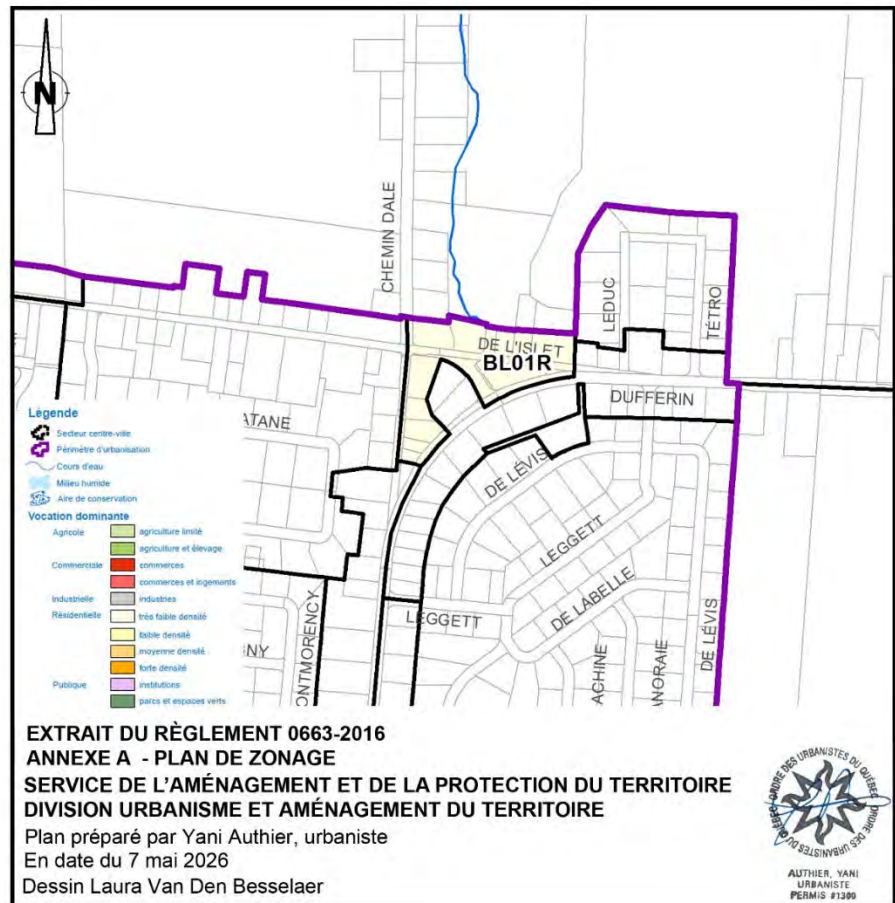 N
CHEMIN DALE
LEDUC
TÉTRO
DE L'ISLET
BL01R
DUFFERIN
ATANE
DE LÉVIS
LEGGETT
DE LABELLE
LEGGETT
DE LÉVIS
ACHINE
ANORAIE
ONTMORENCY
GNY
Légende
Secteur centre-ville
Périmètre d'urbanisation
Cours d'eau
Milieu humide
Aire de conservation
Vocation dominante
Agricole agriculture limité
agriculture et élevage
Commerciale commerces
commerces et logements
Industrielle industries
Résidentielle très faible densité
faible densité
moyenne densité
forte densité
Publique institutions
parcs et espaces verts
EXTRAIT DU RÈGLEMENT 0663-2016
ANNEXE A - PLAN DE ZONAGE
SERVICE DE L'AMÉNAGEMENT ET DE LA PROTECTION DU TERRITOIRE
DIVISION URBANISME ET AMÉNAGEMENT DU TERRITOIRE
Plan préparé par Yani Authier, urbaniste
En date du 7 mai 2026
Dessin Laura Van Den Besselaer
ORDRE DES URBANISTES DU QUÉBEC
ORDRE DES URBANISTES DU QUÉBEC
AUTHIER, YANI
URBANISTE
PERMIS #1300